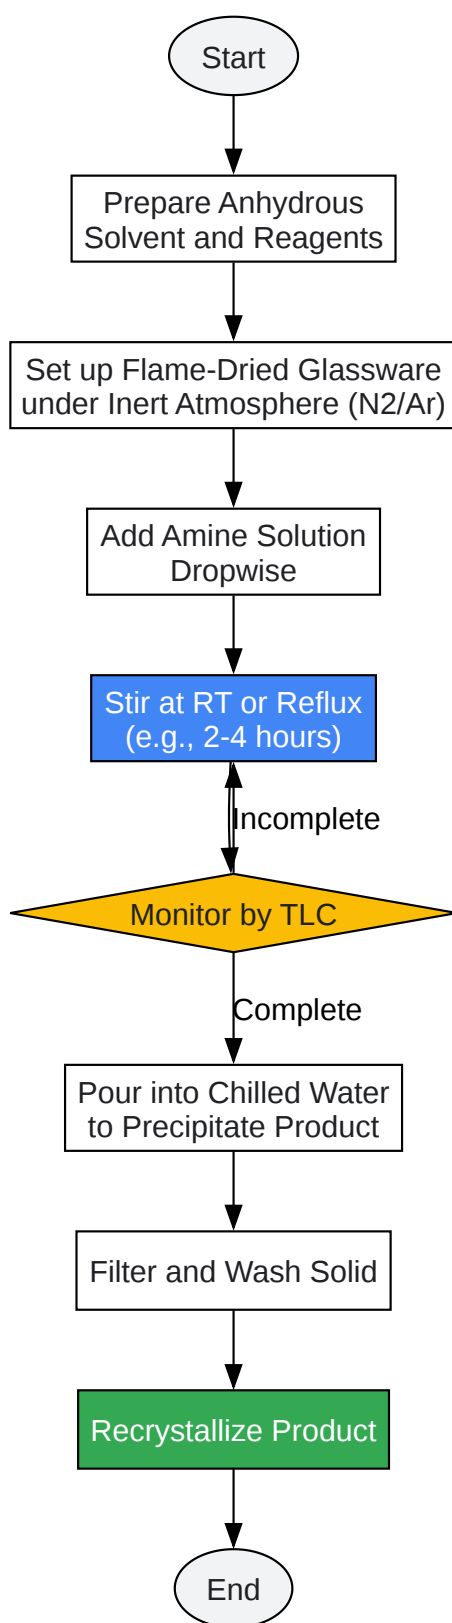 Start
Prepare Anhydrous
Solvent and Reagents
Set up Flame-Dried Glassware
under Inert Atmosphere (N2/Ar)
Add Amine Solution
Dropwise
Stir at RT or Reflux
(e.g., 2-4 hours)
Incomplete
Monitor by TLC
Complete
Pour into Chilled Water
to Precipitate Product
Filter and Wash Solid
Recrystallize Product
End